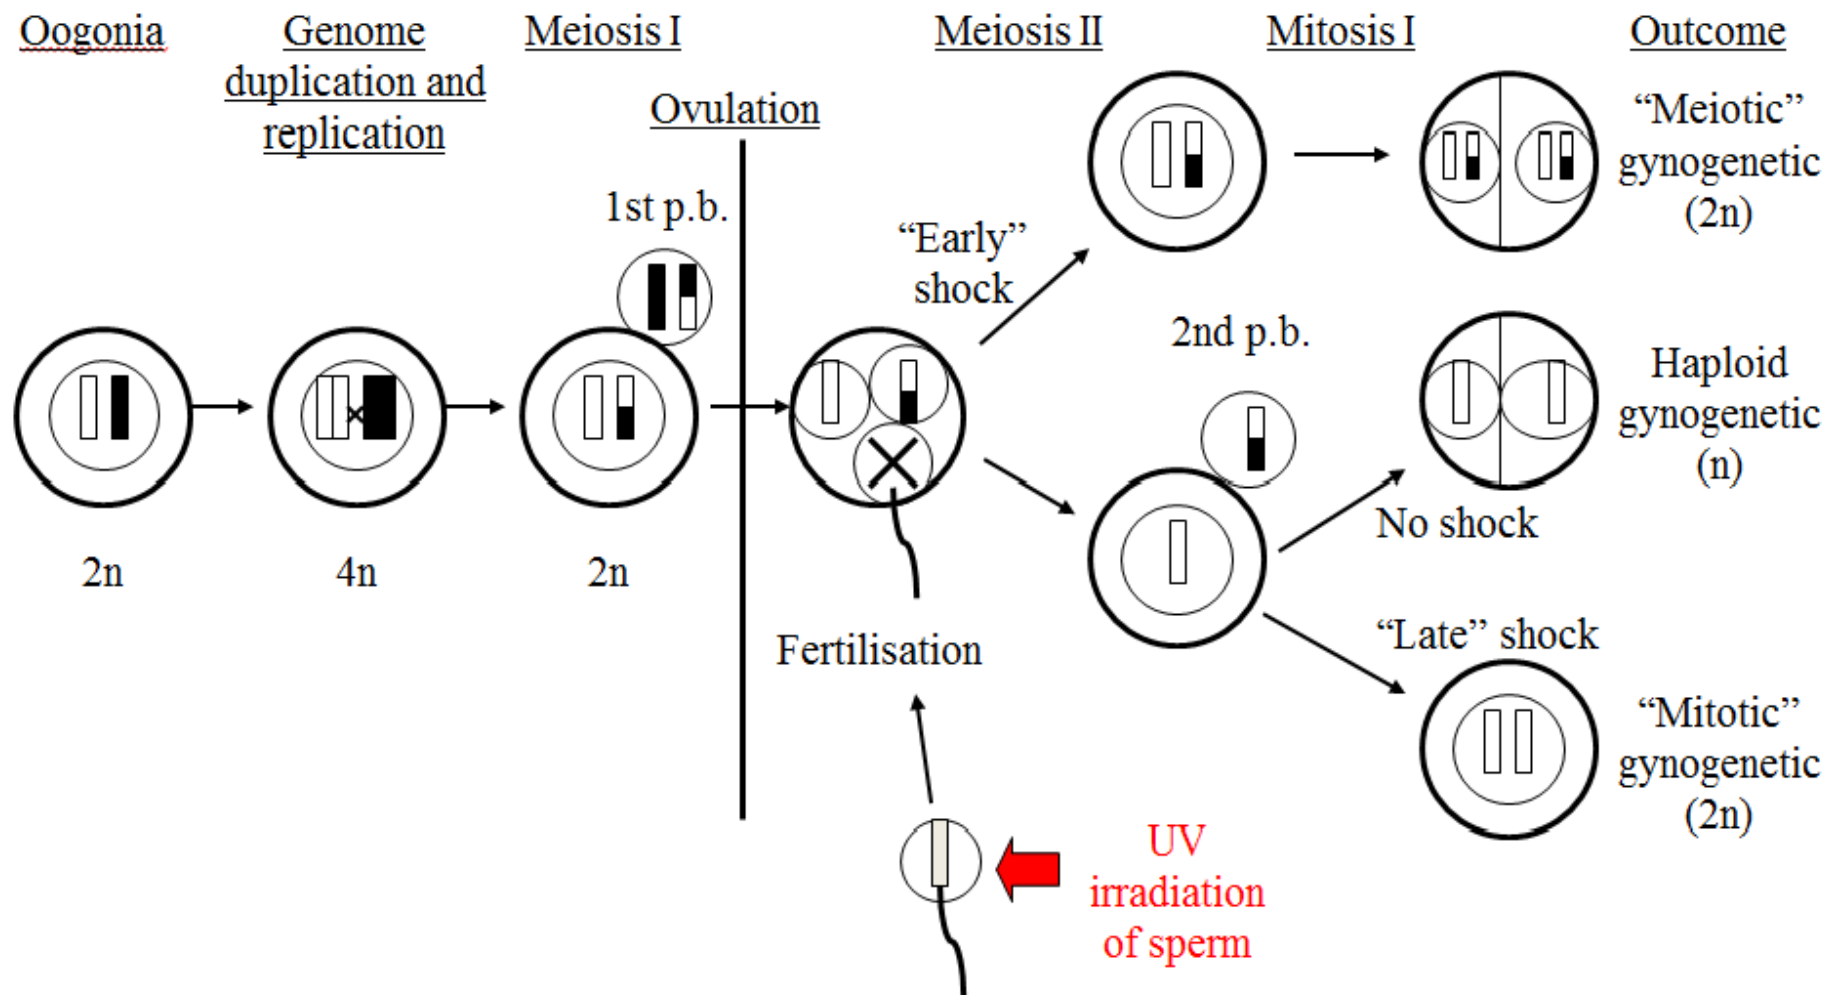 Oogonia
Genome
duplication and
replication
Meiosis I
Ovulation
Meiosis II
Mitosis I
Outcome
1st p.b.
“Early”
shock
2nd p.b.
“Meiotic”
gynogenetic
(2n)
Haploid
gynogenetic
(n)
No shock
2n
4n
2n
Fertilisation
“Late” shock
“Mitotic”
gynogenetic
(2n)
UV
irradiation
of sperm